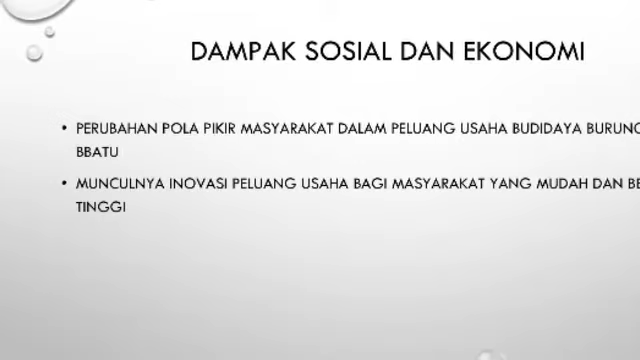 DAMPAK SOSIAL DAN EKONOMI
• PERUBAHAN POLA PIKIR MASYARAKAT DALAM PELUANG USAHA BUDIDAYA
BBATU
• MUNCULNYA INOVASI PELUANG USAHA BAGI MASYARAKAT YANG MUDAH DAN
TINGGI